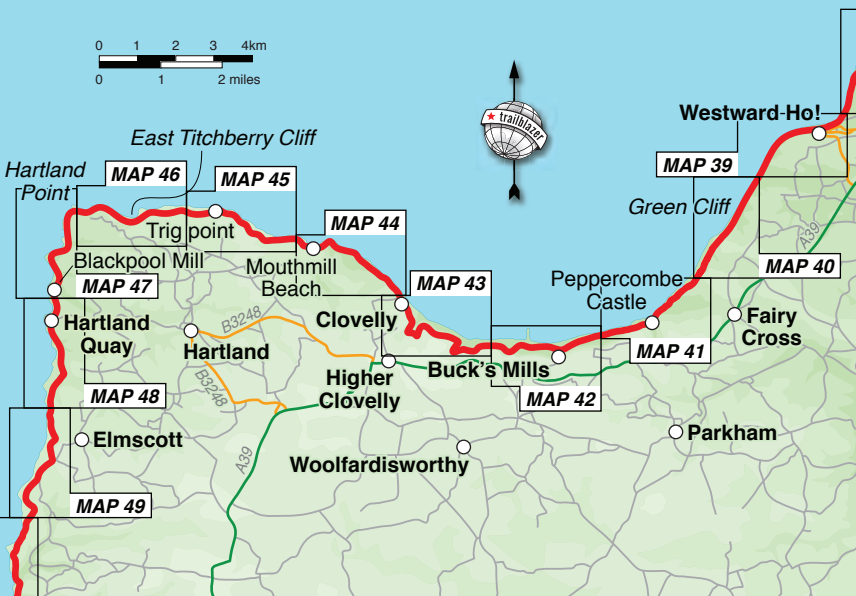 0 1 2 3 4km
0 1 2 miles
trailblazer
Westward Ho!
MAP 39
East Titchberry Cliff
Hartland
Point
MAP 46
MAP 45
MAP 44
Trig point
Green Cliff
A39
Blackpool Mill
Mouthmill
Beach
MAP 47
MAP 43
MAP 40
Peppercombe
Castle
Clovelly
Fairy
Cross
Hartland
Quay
B3248
Hartland
Buck's Mills
MAP 41
Higher
Clovelly
B3248
MAP 48
MAP 42
Elmscott
Parkham
A39
Woolfardisworthy
MAP 49